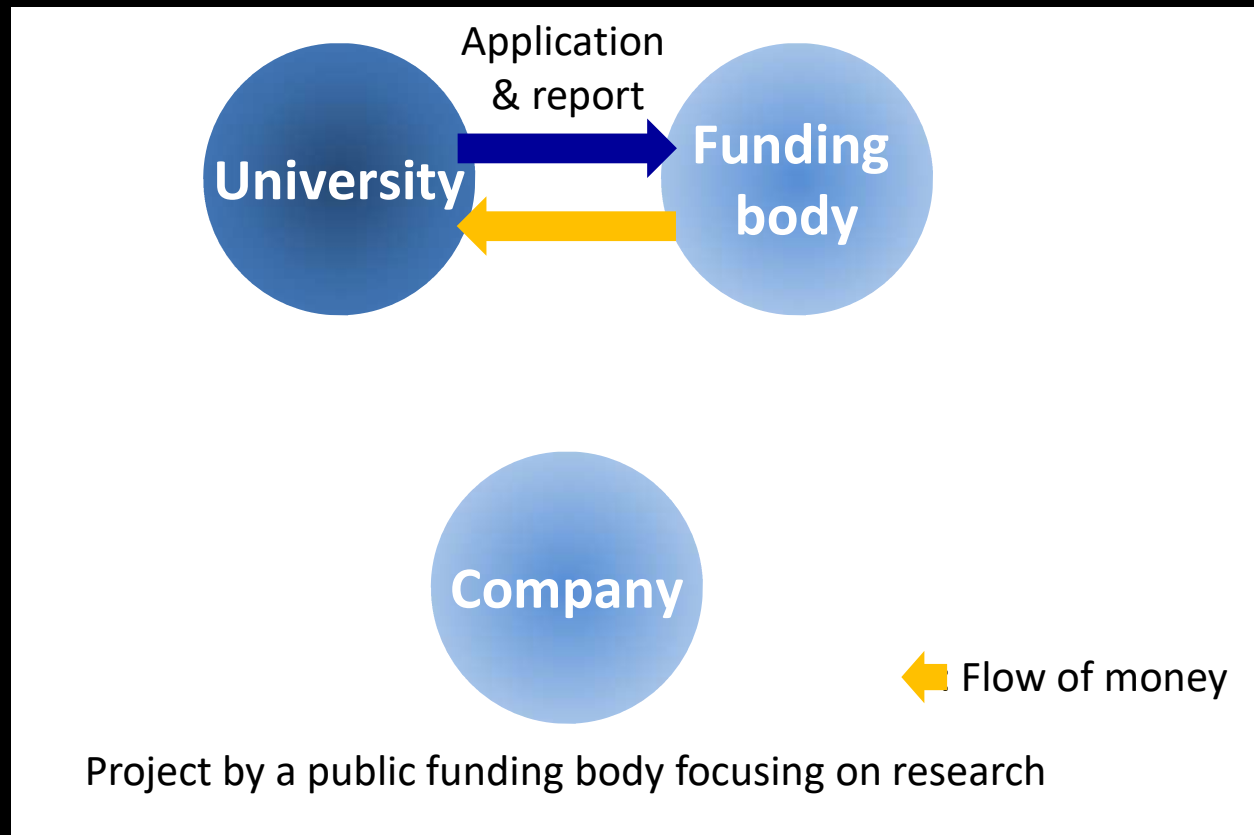 Application
& report
University
Funding
body
Company
: Flow of money
Project by a public funding body focusing on research